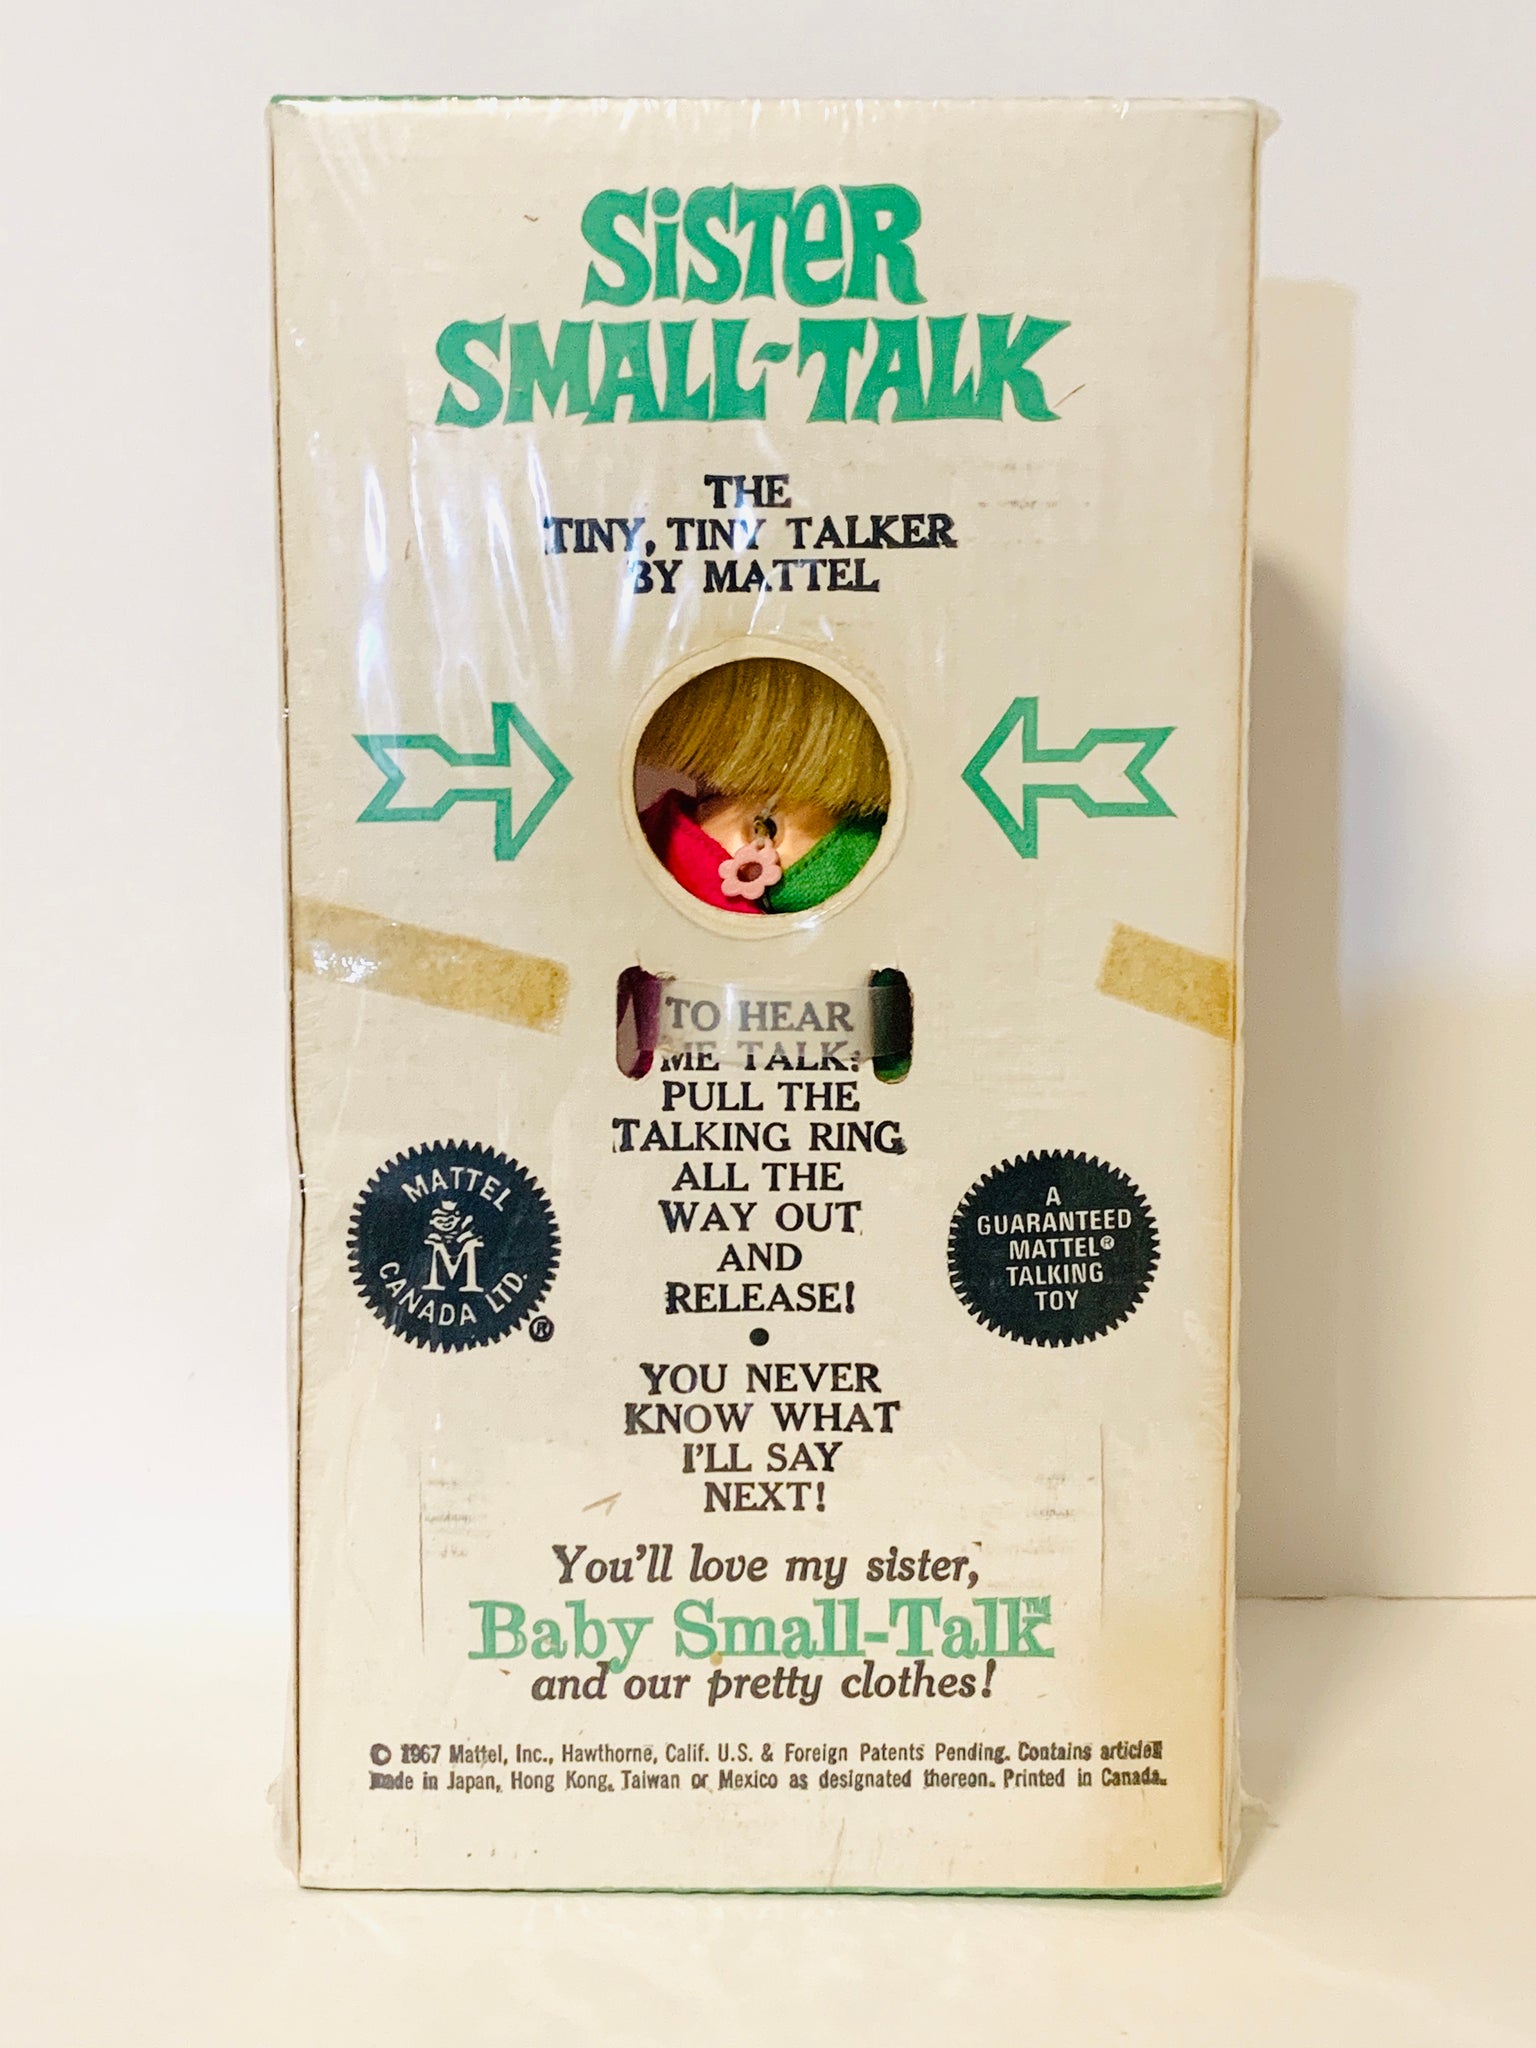 SiSTeR
SMALL-TALK
THE
TINY, TINY TALKER
BY MATTEL
TO HEAR
ME TALK:
PULL THE
TALKING RING
ALL THE
WAY OUT
AND
RELEASE!
•
YOU NEVER
KNOW WHAT
I'LL SAY
NEXT!
MATTEL
M
CANADA LTD.
®
A
GUARANTEED
MATTEL®
TALKING
TOY
You'll love my sister,
Baby Small-Talk™
and our pretty clothes!
© 1967 Mattel, Inc., Hawthorne, Calif. U.S. & Foreign Patents Pending. Contains articles
made in Japan, Hong Kong, Taiwan or Mexico as designated thereon. Printed in Canada.